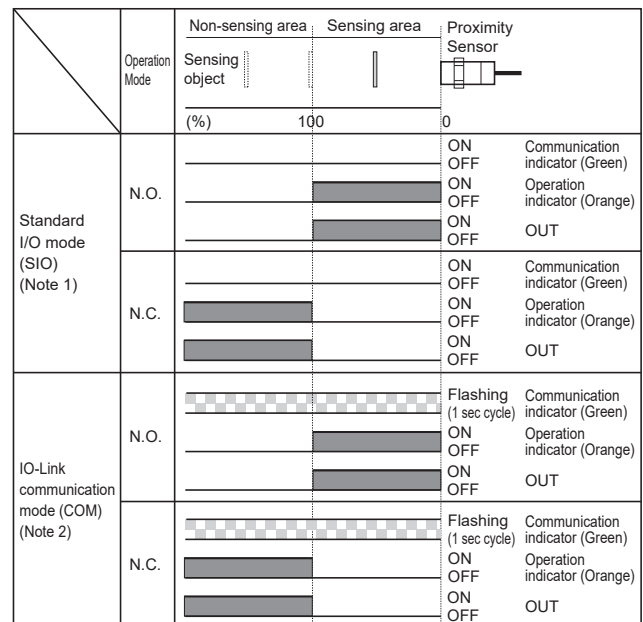 Operation
Mode
Non-sensing area
Sensing area
Proximity
Sensor
Sensing
object
(%)
100
0
Standard
I/O mode
(SIO)
(Note 1)
N.O.
ON
OFF
Communication
indicator (Green)
ON
OFF
Operation
indicator (Orange)
ON
OFF
OUT
N.C.
ON
OFF
Communication
indicator (Green)
ON
OFF
Operation
indicator (Orange)
ON
OFF
OUT
IO-Link
communication
mode (COM)
(Note 2)
N.O.
Flashing
(1 sec cycle)
Communication
indicator (Green)
ON
OFF
Operation
indicator (Orange)
ON
OFF
OUT
N.C.
Flashing
(1 sec cycle)
Communication
indicator (Green)
ON
OFF
Operation
indicator (Orange)
ON
OFF
OUT